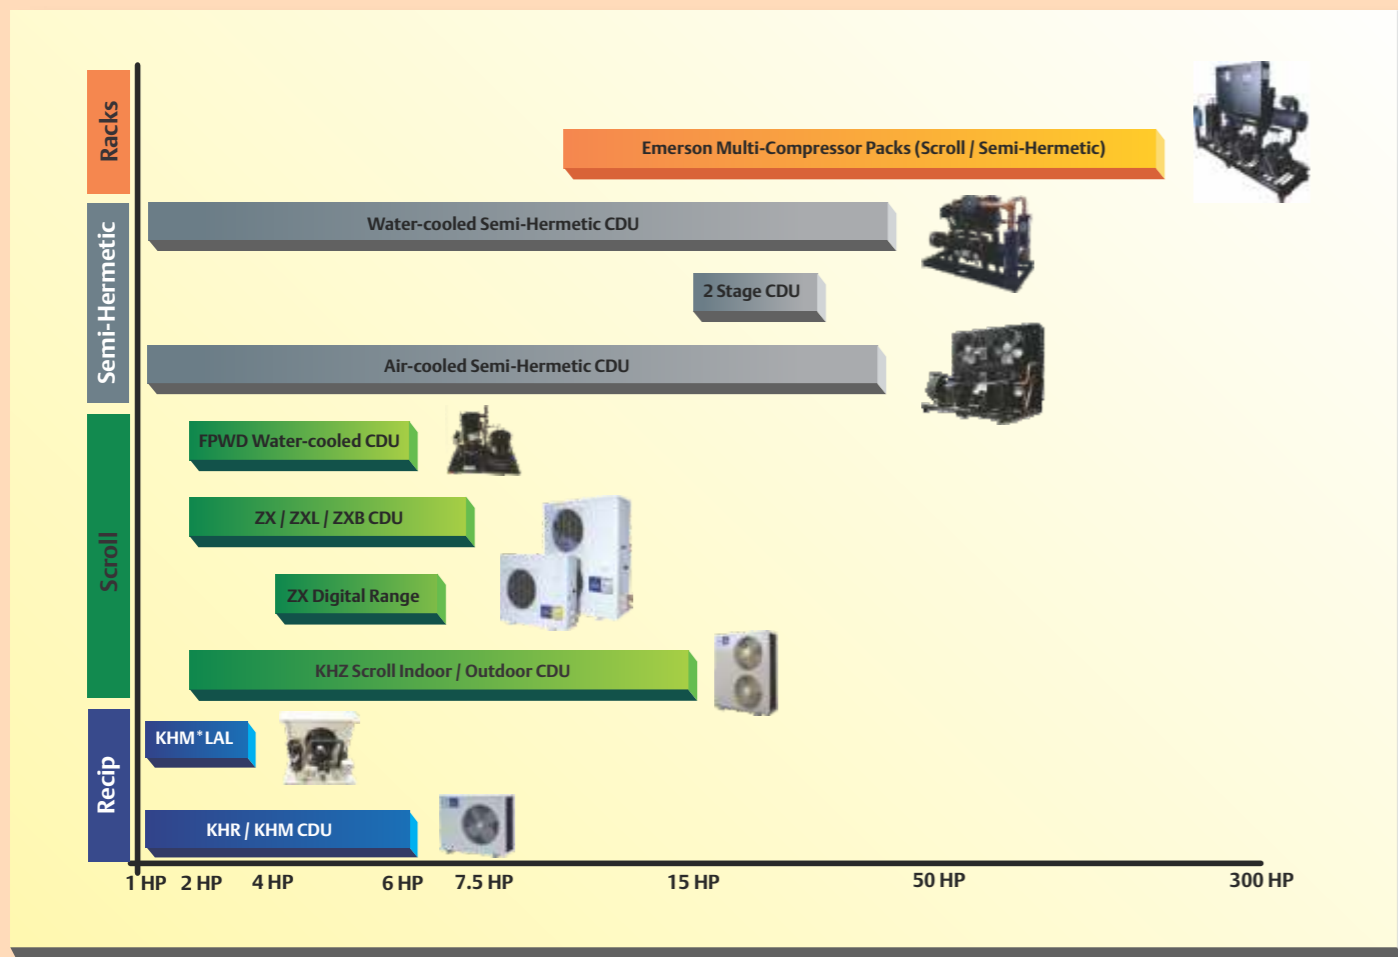 Racks
Emerson Multi-Compressor Packs (Scroll / Semi-Hermetic)
Semi-Hermetic
Water-cooled Semi-Hermetic CDU
2 Stage CDU
Air-cooled Semi-Hermetic CDU
Scroll
FPWD Water-cooled CDU
ZX / ZXL / ZXB CDU
ZX Digital Range
KHZ Scroll Indoor / Outdoor CDU
Recip
KHM*LAL
KHR / KHM CDU
1 HP 2 HP 4 HP 6 HP 7.5 HP 15 HP 50 HP 300 HP